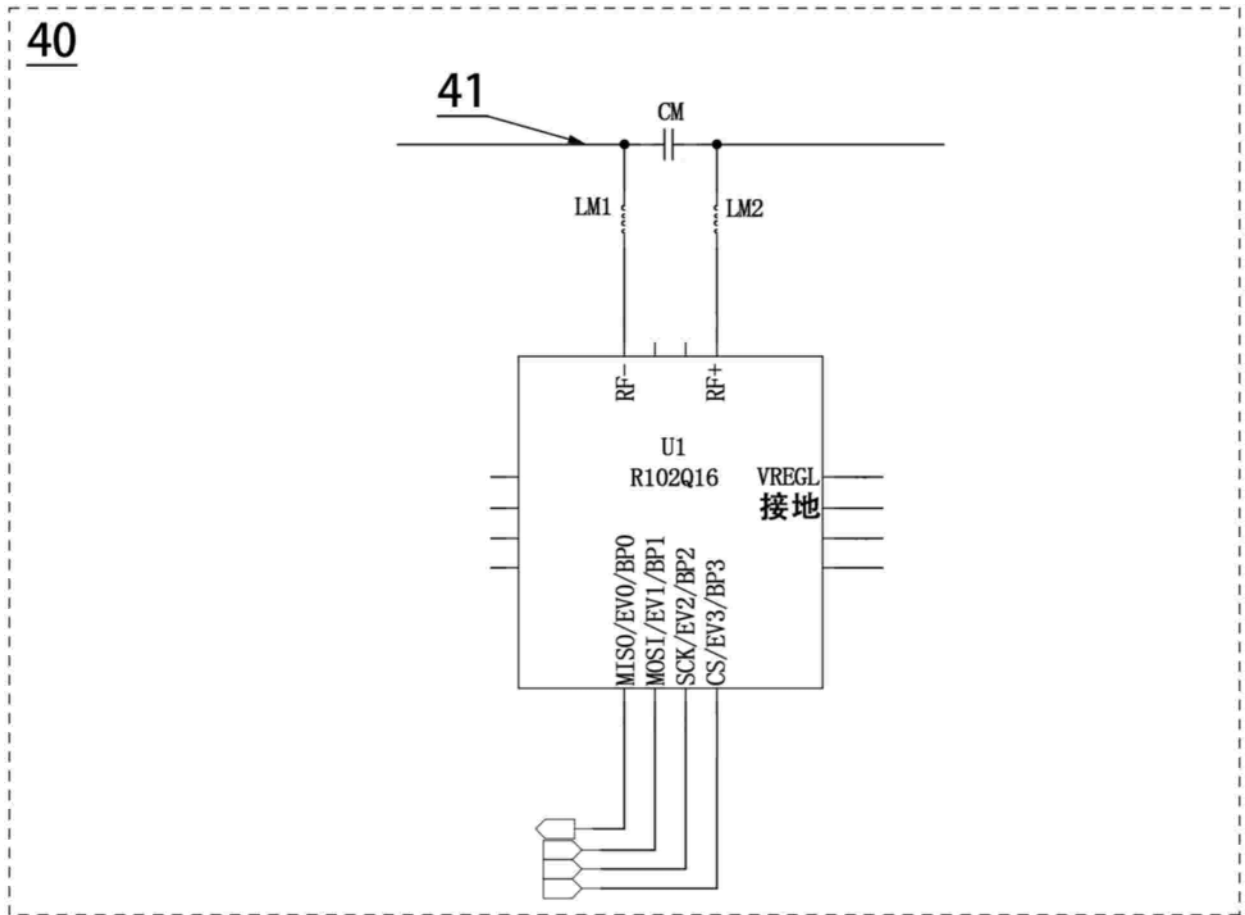 40
41
CM
LM1
LM2
RF-
RF+
U1
R102Q16
VREGL
接地
MISO/EV0/BP0
MOSI/EV1/BP1
SCK/EV2/BP2
CS/EV3/BP3